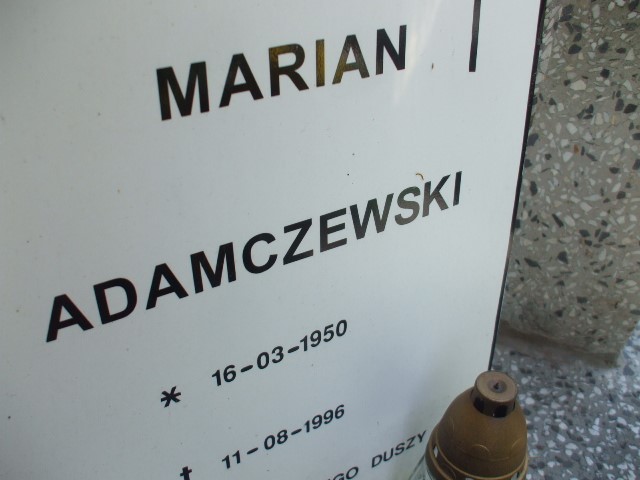 MARIAN
ADAMCZEWSKI
* 16-03-1950
† 11-08-1996
DUSZY